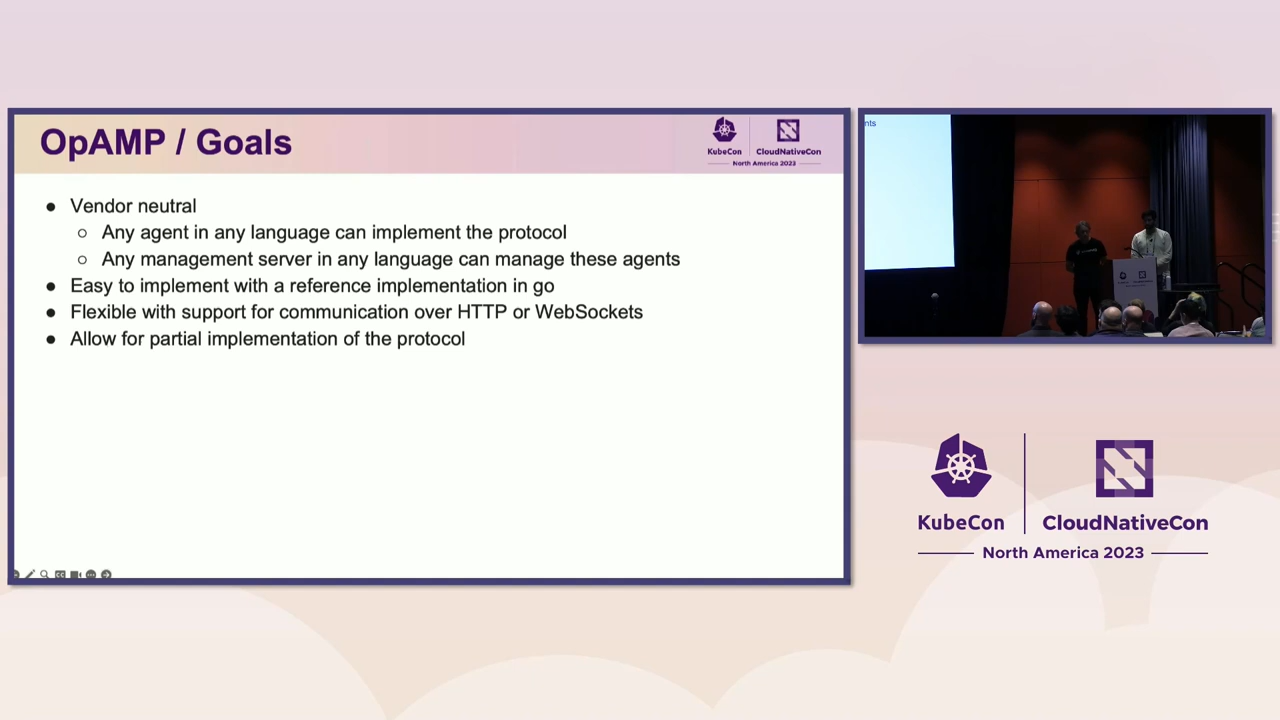 OpAMP / Goals
KubeCon
CloudNativeCon
North America 2023
● Vendor neutral
○ Any agent in any language can implement the protocol
○ Any management server in any language can manage these agents
● Easy to implement with a reference implementation in go
● Flexible with support for communication over HTTP or WebSockets
● Allow for partial implementation of the protocol
nts
KubeCon
CloudNativeCon
North America 2023